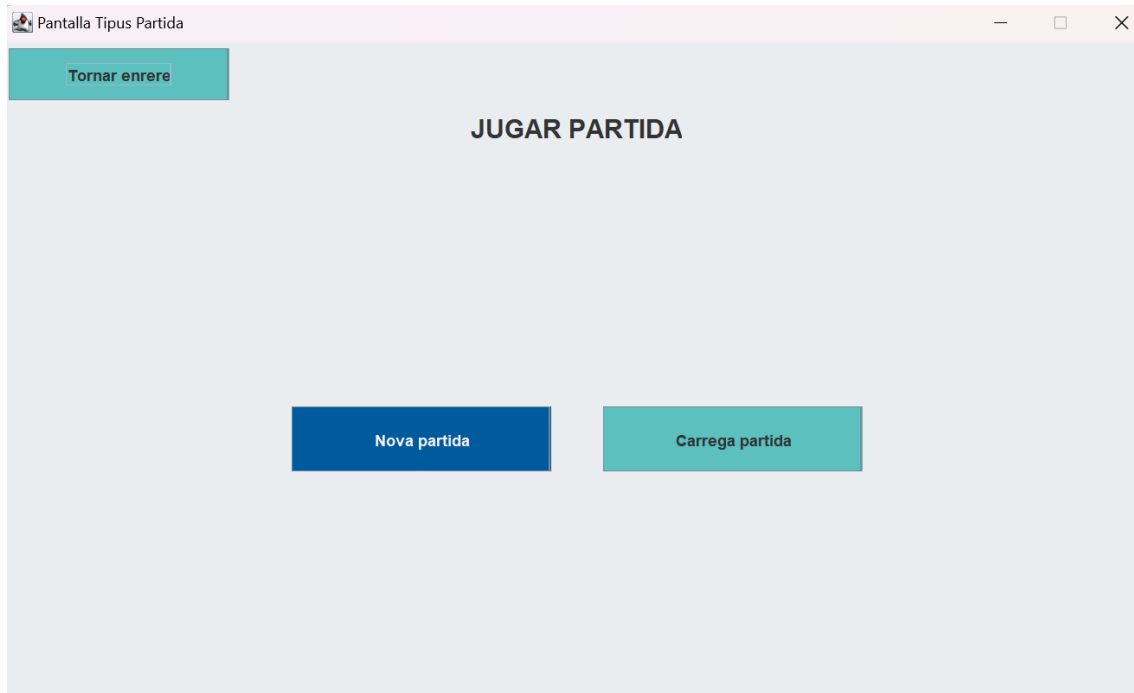 Pantalla Tipus Partida
Tornar enrere
JUGAR PARTIDA
Nova partida
Carrega partida